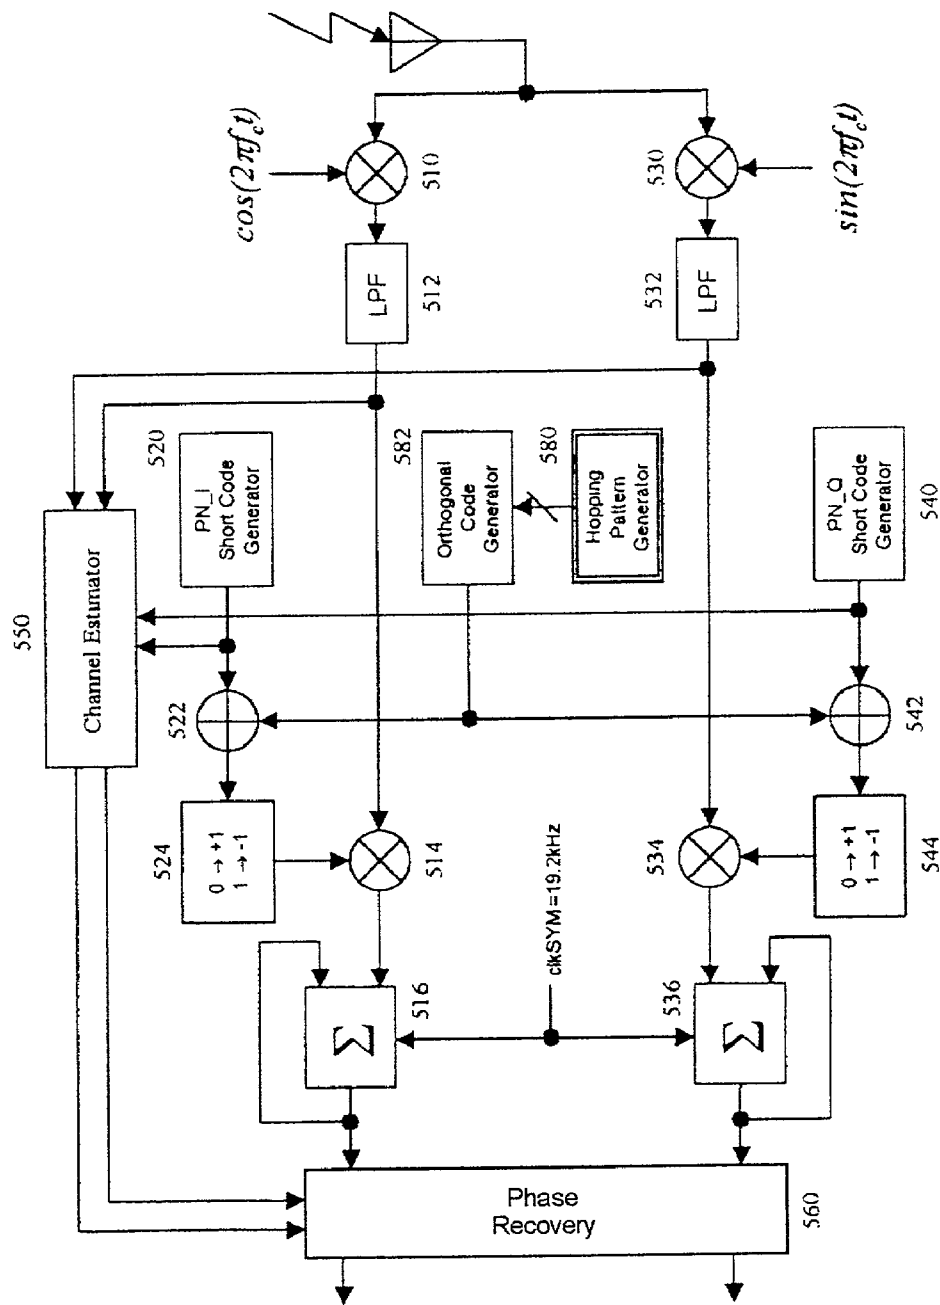 cos(2πf_c t)
510
530
sin(2πf_c t)
LPF
512
LPF
532
520
PN_I
Short Code
Generator
582
Orthogonal
Code
Generator
580
Hopping
Pattern
Generator
PN_Q
Short Code
Generator
540
550
Channel Estimator
522
542
524
0 → +1
1 → -1
514
534
0 → +1
1 → -1
544
clkSYM=19.2kHz
Σ
516
Σ
536
Phase
Recovery
560